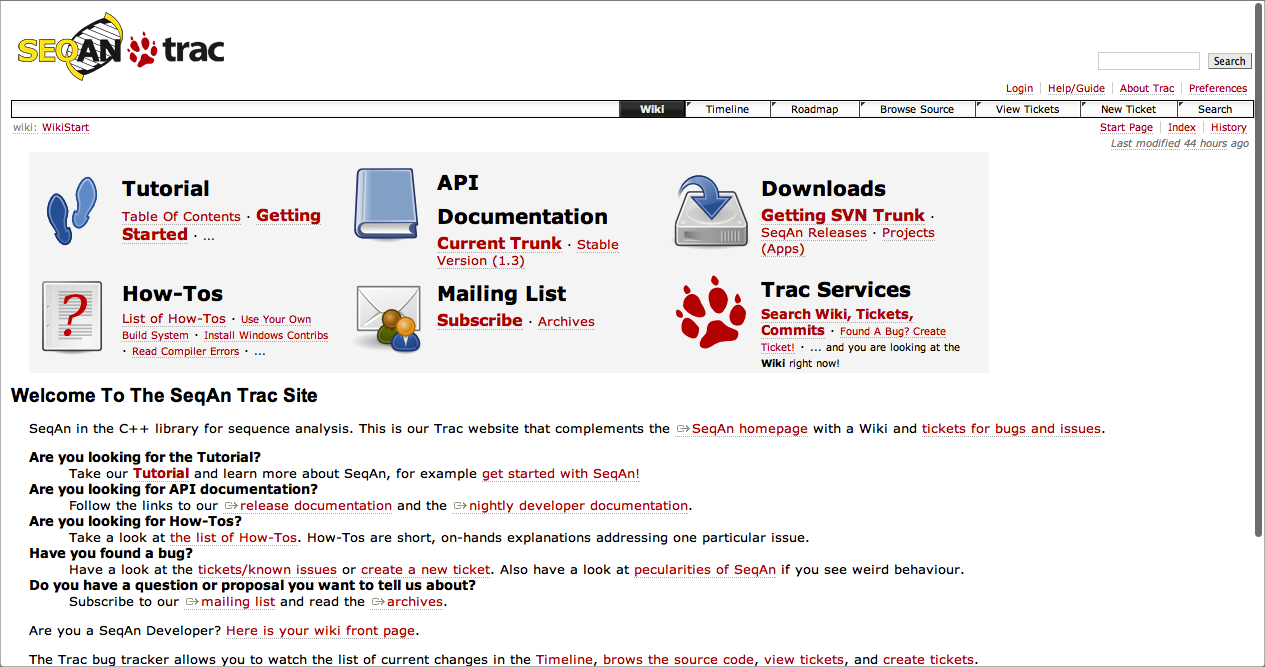 SEQAN trac
Search
Login Help/Guide About Trac Preferences
Wiki Timeline Roadmap Browse Source View Tickets New Ticket Search
wiki: WikiStart
Start Page Index History
Last modified 44 hours ago
Tutorial
Table Of Contents · Getting
Started · ...
API
Documentation
Current Trunk · Stable
Version (1.3)
Downloads
Getting SVN Trunk ·
SeqAn Releases · Projects
(Apps)
?
How-Tos
List of How-Tos · Use Your Own
Build System · Install Windows Contribs
· Read Compiler Errors · ...
Mailing List
Subscribe · Archives
Trac Services
Search Wiki, Tickets,
Commits · Found A Bug? Create
Ticket! · ... and you are looking at the
Wiki right now!
Welcome To The SeqAn Trac Site
SeqAn in the C++ library for sequence analysis. This is our Trac website that complements the SeqAn homepage with a Wiki and tickets for bugs and issues.
Are you looking for the Tutorial?
Take our Tutorial and learn more about SeqAn, for example get started with SeqAn!
Are you looking for API documentation?
Follow the links to our release documentation and the nightly developer documentation.
Are you looking for How-Tos?
Take a look at the list of How-Tos. How-Tos are short, on-hands explanations addressing one particular issue.
Have you found a bug?
Have a look at the tickets/known issues or create a new ticket. Also have a look at pecularities of SeqAn if you see weird behaviour.
Do you have a question or proposal you want to tell us about?
Subscribe to our mailing list and read the archives.
Are you a SeqAn Developer? Here is your wiki front page.
The Trac bug tracker allows you to watch the list of current changes in the Timeline, brows the source code, view tickets, and create tickets.